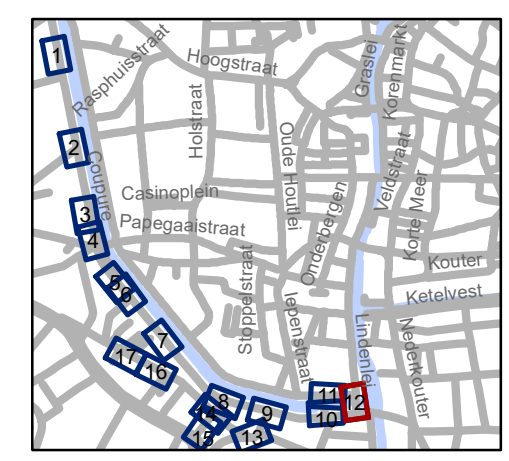 1
Rasphuisstraat
Hoogstraat
Graslei
Korenmarkt
2
Coupure
Holstraat
Oude Houtlei
Veldstraat
Casinoplein
Onderbergen
Korte Meer
3
Papegaaistraat
4
Stoppelstraat
Kouter
5
6
Ketelvest
Iepenstraat
Lindenlei
Nederkouter
7
17
16
8
11
12
14
9
10
15
13